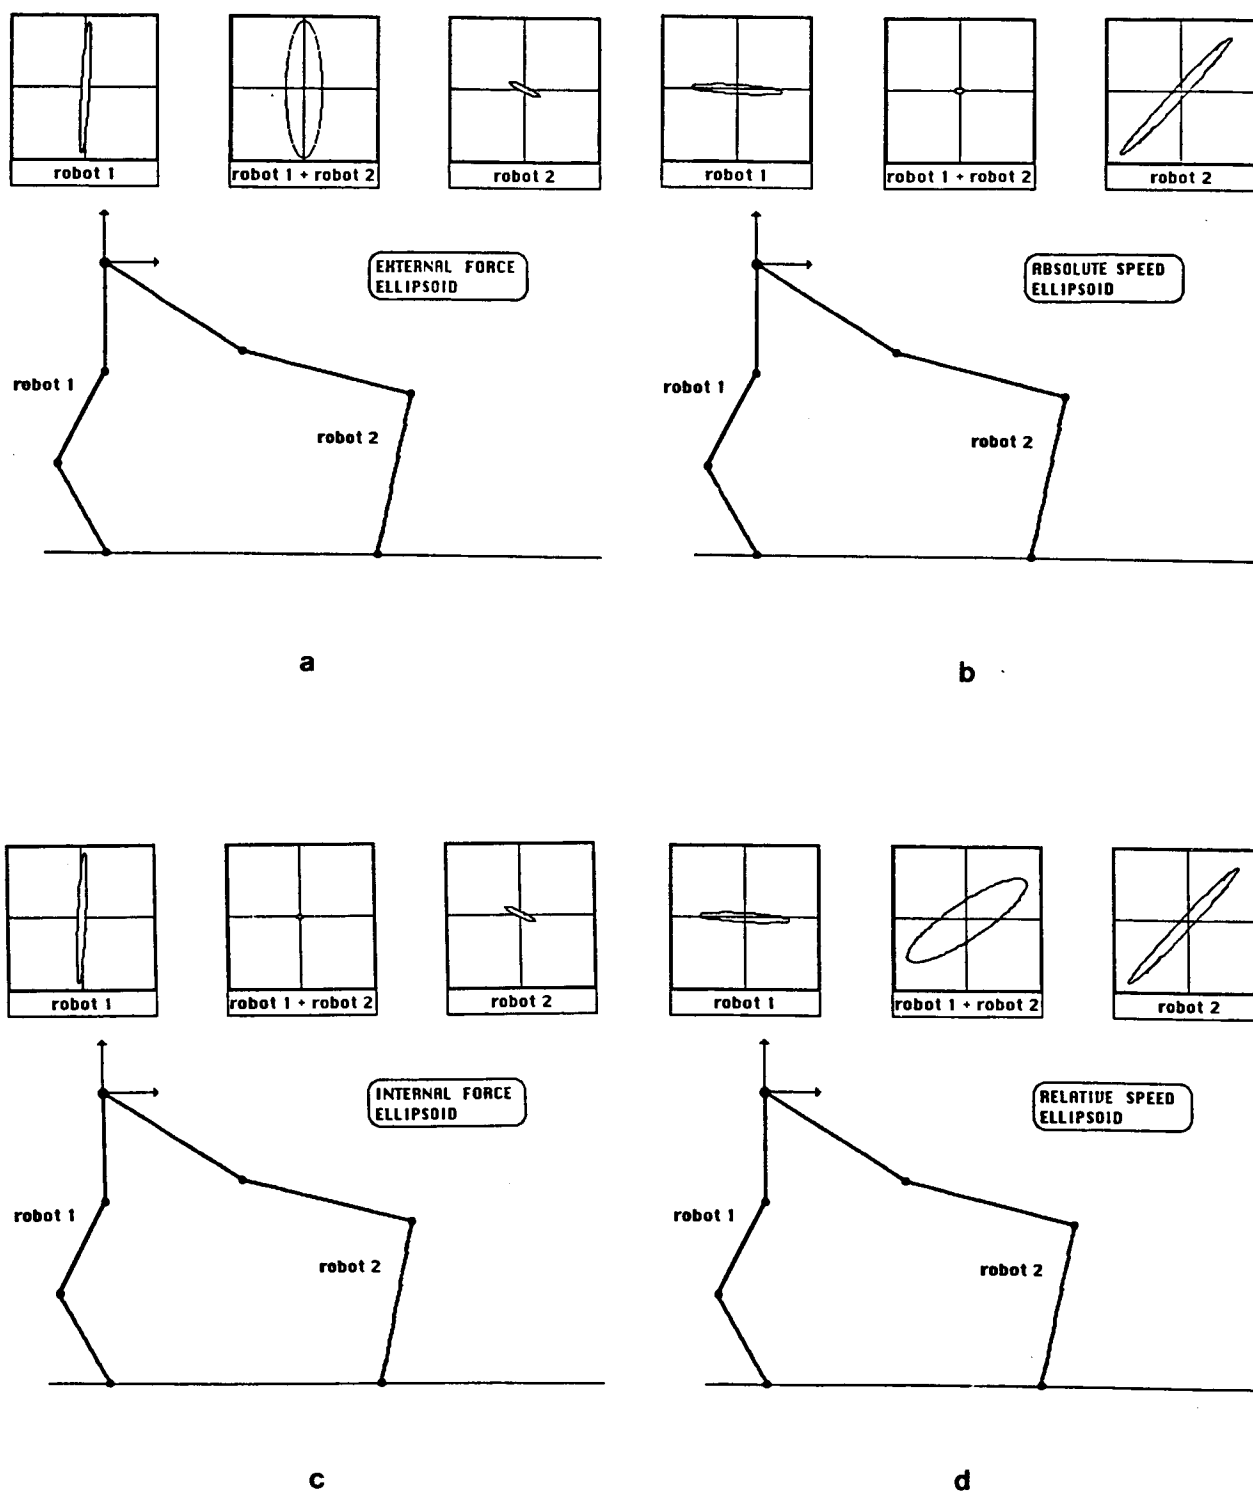 robot 1
robot 1 + robot 2
robot 2
EXTERNAL FORCE
ELLIPSOID
robot 1
robot 2
a
robot 1
robot 1 + robot 2
robot 2
ABSOLUTE SPEED
ELLIPSOID
robot 1
robot 2
b
robot 1
robot 1 + robot 2
robot 2
INTERNAL FORCE
ELLIPSOID
robot 1
robot 2
c
robot 1
robot 1 + robot 2
robot 2
RELATIVE SPEED
ELLIPSOID
robot 1
robot 2
d